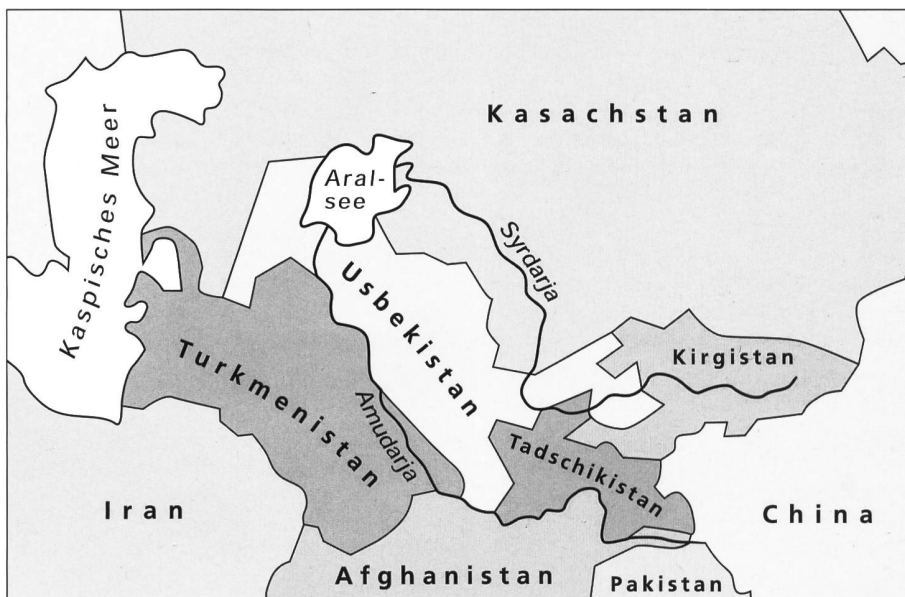 Kasachstan
Kaspisches Meer
Aral-
see
Syrdarja
Usbekistan
Kirgistan
Turkmenistan
Amudarja
Tadschikistan
Iran
China
Afghanistan
Pakistan